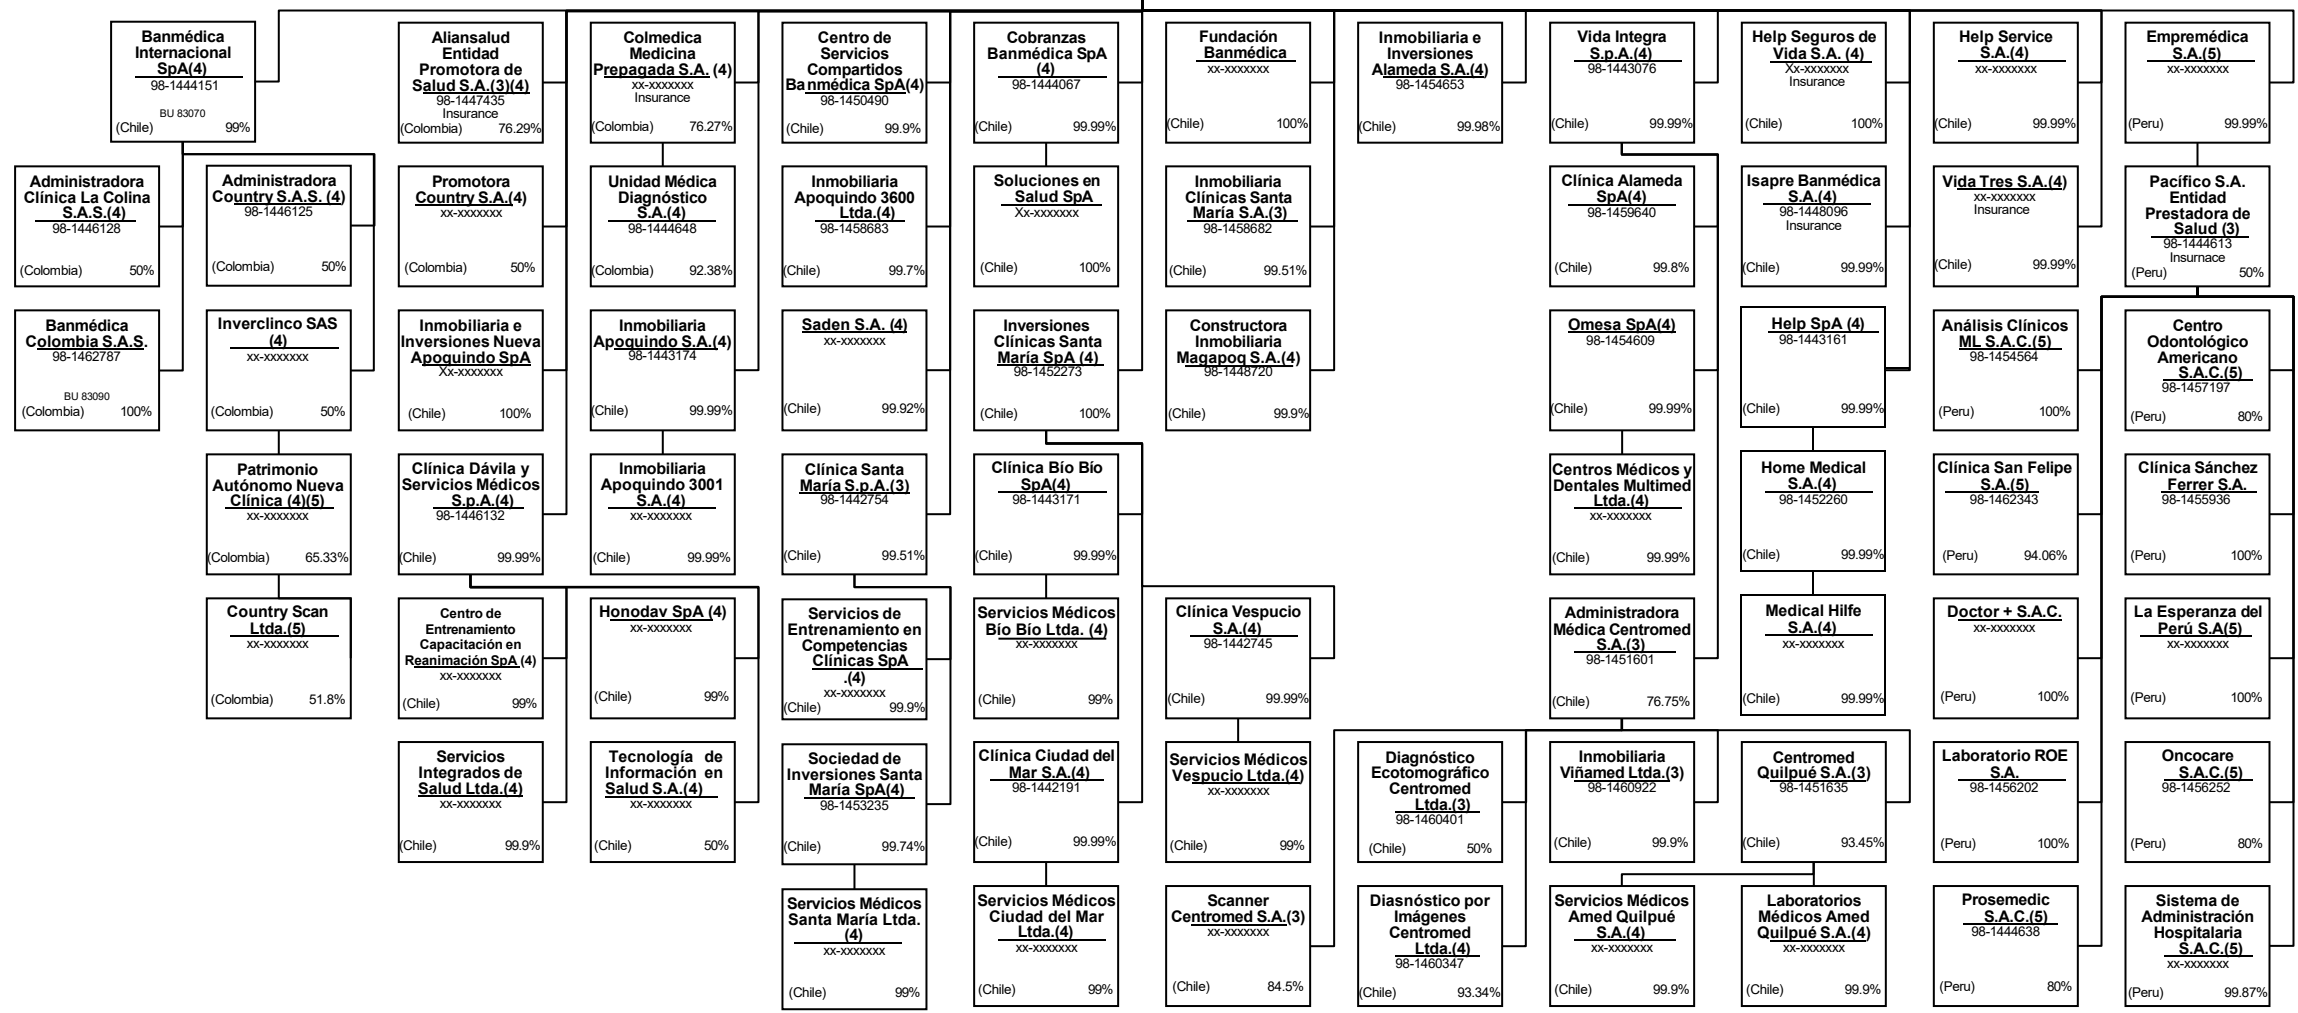 Banmédica
Internacional
SpA(4)
98-1444151
BU 83070
(Chile) 99%
Aliansalud
Entidad
Promotora de
Salud S.A.(3)(4)
98-1447435
Insurance
(Colombia) 76.29%
Colmedica
Medicina
Prepagada S.A. (4)
xx-xxxxxxx
Insurance
(Colombia) 76.27%
Centro de
Servicios
Compartidos
Banmédica SpA(4)
98-1450490
(Chile) 99.9%
Cobranzas
Banmédica SpA
(4)
98-1444067
(Chile) 99.99%
Fundación
Banmédica
xx-xxxxxxx
(Chile) 100%
Inmobiliaria e
Inversiones
Alameda S.A.(4)
98-1454653
(Chile) 99.98%
Vida Integra
S.p.A.(4)
98-1443076
(Chile) 99.99%
Help Seguros de
Vida S.A. (4)
Xx-xxxxxxx
Insurance
(Chile) 100%
Help Service
S.A.(4)
xx-xxxxxxx
(Chile) 99.99%
Empremédica
S.A.(5)
xx-xxxxxxx
(Peru) 99.99%
Administradora
Clínica La Colina
S.A.S.(4)
98-1446128
(Colombia) 50%
Administradora
Country S.A.S. (4)
98-1446125
(Colombia) 50%
Promotora
Country S.A.(4)
xx-xxxxxxx
(Colombia) 50%
Unidad Médica
Diagnóstico
S.A.(4)
98-1444648
(Colombia) 92.38%
Inmobiliaria
Apoquindo 3600
Ltda.(4)
98-1458683
(Chile) 99.7%
Soluciones en
Salud SpA
Xx-xxxxxxx
(Chile) 100%
Inmobiliaria
Clínicas Santa
María S.A.(3)
98-1458682
(Chile) 99.51%
Clínica Alameda
SpA(4)
98-1459640
(Chile) 99.8%
Isapre Banmédica
S.A.(4)
98-1448096
Insurance
(Chile) 99.99%
Vida Tres S.A.(4)
xx-xxxxxxx
Insurance
(Chile) 99.99%
Pacífico S.A.
Entidad
Prestadora de
Salud (3)
98-1444613
Insurnace
(Peru) 50%
Banmédica
Colombia S.A.S.
98-1462787
BU 83090
(Colombia) 100%
Inverclinco SAS
(4)
xx-xxxxxxx
(Colombia) 50%
Inmobiliaria e
Inversiones Nueva
Apoquindo SpA
Xx-xxxxxxx
(Chile) 100%
Inmobiliaria
Apoquindo S.A.(4)
98-1443174
(Chile) 99.99%
Saden S.A. (4)
xx-xxxxxxx
(Chile) 99.92%
Inversiones
Clínicas Santa
María SpA (4)
98-1452273
(Chile) 100%
Constructora
Inmobiliaria
Magapoq S.A.(4)
98-1448720
(Chile) 99.9%
Omesa SpA(4)
98-1454609
(Chile) 99.99%
Help SpA (4)
98-1443161
(Chile) 99.99%
Análisis Clínicos
ML S.A.C.(5)
98-1454564
(Peru) 100%
Centro
Odontológico
Americano
S.A.C.(5)
98-1457197
(Peru) 80%
Patrimonio
Autónomo Nueva
Clínica (4)(5)
xx-xxxxxxx
(Colombia) 65.33%
Clínica Dávila y
Servicios Médicos
S.p.A.(4)
98-1446132
(Chile) 99.99%
Inmobiliaria
Apoquindo 3001
S.A.(4)
xx-xxxxxxx
(Chile) 99.99%
Clínica Santa
María S.p.A.(3)
98-1442754
(Chile) 99.51%
Clínica Bío Bío
SpA(4)
98-1443171
(Chile) 99.99%
Centros Médicos y
Dentales Multimed
Ltda.(4)
xx-xxxxxxx
(Chile) 99.99%
Home Medical
S.A.(4)
98-1452260
(Chile) 99.99%
Clínica San Felipe
S.A.(5)
98-1462343
(Peru) 94.06%
Clínica Sánchez
Ferrer S.A.
98-1455936
(Peru) 100%
Country Scan
Ltda.(5)
xx-xxxxxxx
(Colombia) 51.8%
Centro de
Entrenamiento
Capacitación en
Reanimación SpA (4)
xx-xxxxxxx
(Chile) 99%
Honodav SpA (4)
xx-xxxxxxx
(Chile) 99%
Servicios de
Entrenamiento en
Competencias
Clínicas SpA
.(4)
xx-xxxxxxx
(Chile) 99.9%
Servicios Médicos
Bío Bío Ltda. (4)
xx-xxxxxxx
(Chile) 99%
Clínica Vespucio
S.A.(4)
98-1442745
(Chile) 99.99%
Administradora
Médica Centromed
S.A.(3)
98-1451601
(Chile) 76.75%
Medical Hilfe
S.A.(4)
xx-xxxxxxx
(Chile) 99.99%
Doctor + S.A.C.
xx-xxxxxxx
(Peru) 100%
La Esperanza del
Perú S.A(5)
xx-xxxxxxx
(Peru) 100%
Servicios
Integrados de
Salud Ltda.(4)
xx-xxxxxxx
(Chile) 99.9%
Tecnología de
Información en
Salud S.A.(4)
xx-xxxxxxx
(Chile) 50%
Sociedad de
Inversiones Santa
María SpA(4)
98-1453235
(Chile) 99.74%
Clínica Ciudad del
Mar S.A.(4)
98-1442191
(Chile) 99.99%
Servicios Médicos
Vespucio Ltda.(4)
xx-xxxxxxx
(Chile) 99%
Diagnóstico
Ecotomográfico
Centromed
Ltda.(3)
98-1460401
(Chile) 50%
Inmobiliaria
Viñamed Ltda.(3)
98-1460922
(Chile) 99.9%
Centromed
Quilpué S.A.(3)
98-1451635
(Chile) 93.45%
Laboratorio ROE
S.A.
98-1456202
(Peru) 100%
Oncocare
S.A.C.(5)
98-1456252
(Peru) 80%
Servicios Médicos
Santa María Ltda.
(4)
xx-xxxxxxx
(Chile) 99%
Servicios Médicos
Ciudad del Mar
Ltda.(4)
xx-xxxxxxx
(Chile) 99%
Scanner
Centromed S.A.(3)
xx-xxxxxxx
(Chile) 84.5%
Diasnóstico por
Imágenes
Centromed
Ltda.(4)
98-1460347
(Chile) 93.34%
Servicios Médicos
Amed Quilpué
S.A.(4)
xx-xxxxxxx
(Chile) 99.9%
Laboratorios
Médicos Amed
Quilpué S.A.(4)
xx-xxxxxxx
(Chile) 99.9%
Prosemedic
S.A.C.(5)
98-1444638
(Peru) 80%
Sistema de
Administración
Hospitalaria
S.A.C.(5)
xx-xxxxxxx
(Peru) 99.87%